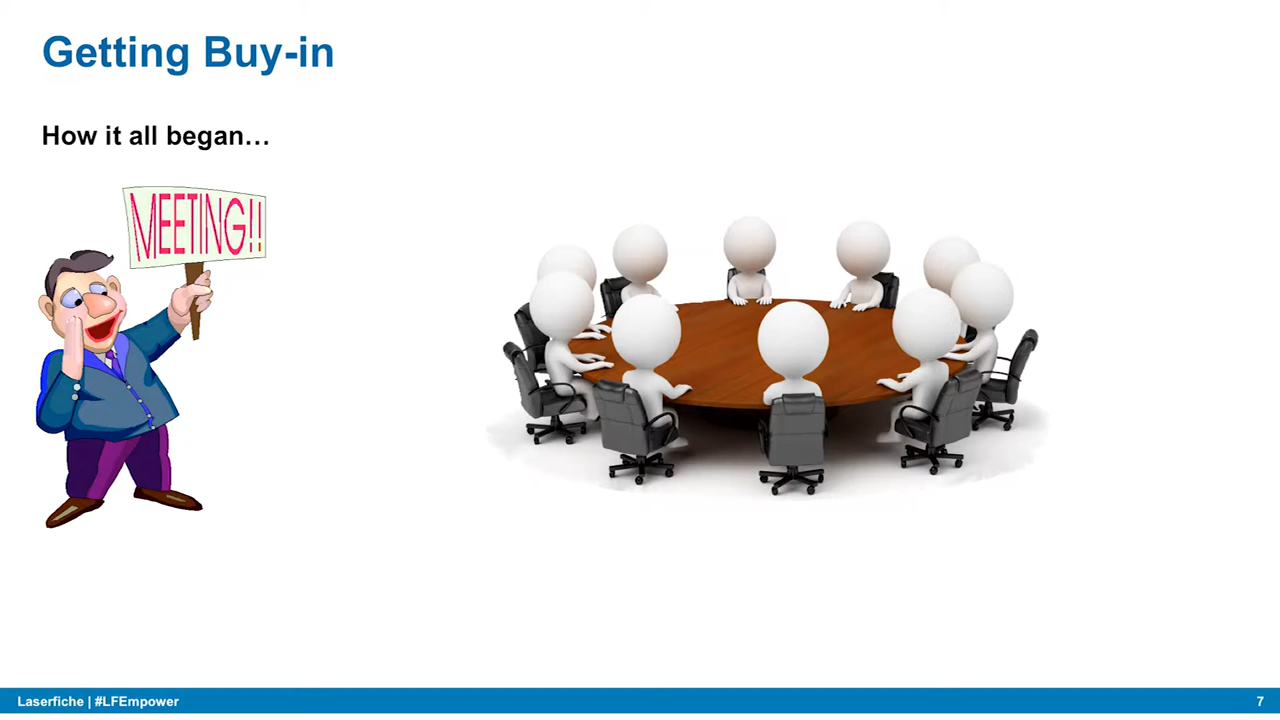 Getting Buy-in
How it all began…
MEETING!!
Laserfiche | #LFEmpower
7